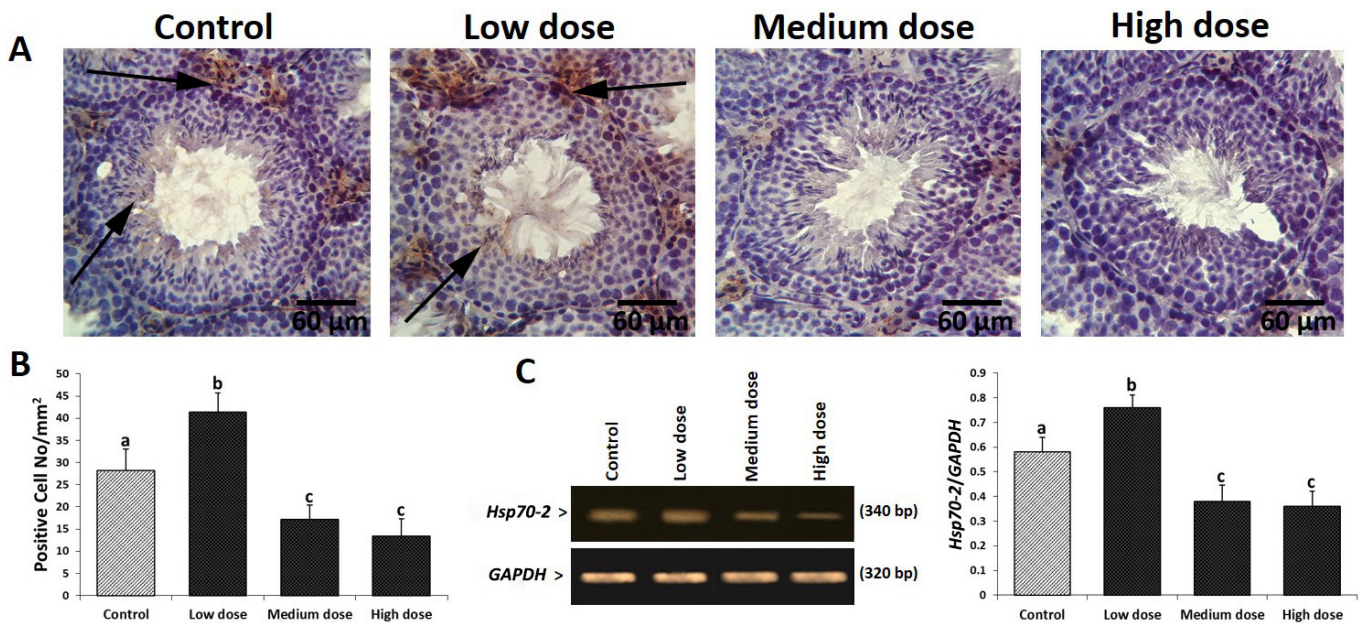 Control Low dose Medium dose High dose
A
60 µm 60 µm 60 µm 60 µm
B
Positive Cell No/mm²
50
45
40
35
30
25
20
15
10
5
0
a b c c
Control Low dose Medium dose High dose
C
Control Low dose Medium dose High dose
Hsp70-2 > (340 bp)
GAPDH > (320 bp)
Hsp70-2/GAPDH
0.9
0.8
0.7
0.6
0.5
0.4
0.3
0.2
0.1
0
a b c c
Control Low dose Medium dose High dose